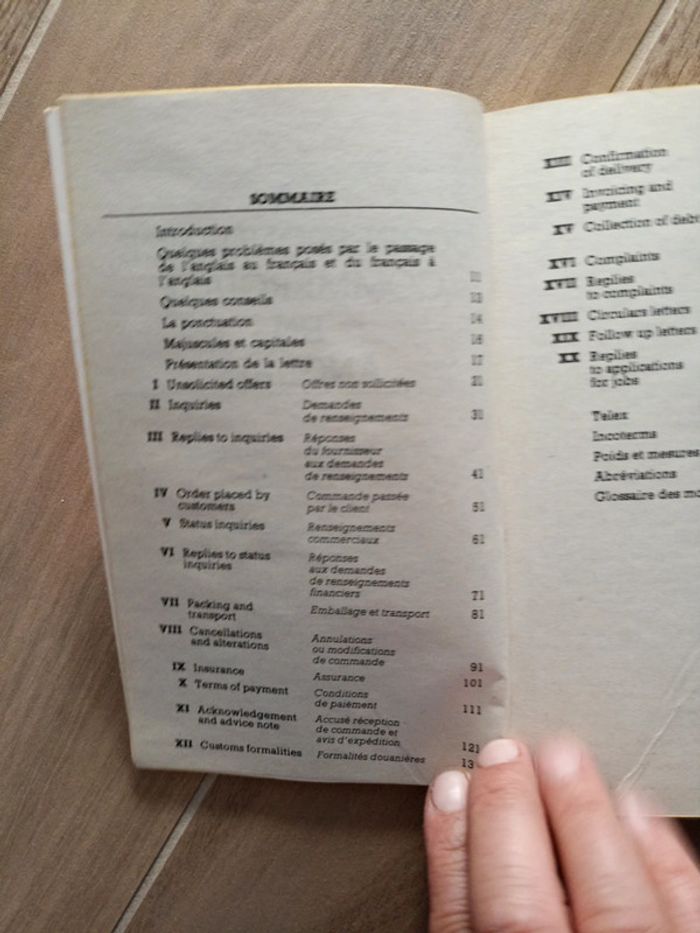 SOMMAIRE
Introduction
Quelques problèmes posés par le passage
de l'anglais au français et du français à
l'anglais 11
Quelques conseils 13
La ponctuation 14
Majuscules et capitales 16
Présentation de la lettre 17
I Unsolicited offers Offres non sollicitées 21
II Inquiries Demandes
de renseignements 31
III Replies to inquiries Réponses
du fournisseur
aux demandes
de renseignements 41
IV Order placed by Commande passée
customers par le client 51
V Status inquiries Renseignements
commerciaux 61
VI Replies to status Réponses
inquiries aux demandes
de renseignements
financiers 71
VII Packing and Emballage et transport 81
transport
VIII Cancellations Annulations
and alterations ou modifications
de commande 91
IX Insurance Assurance 101
X Terms of payment Conditions
de paiement 111
XI Acknowledgement Accusé réception
and advice note de commande et
avis d'expédition 121
XII Customs formalities Formalités douanières 13
XIII Confirmation
of delivery
XIV Invoicing and
payment
XV Collection of deb
XVI Complaints
XVII Replies
to complaints
XVIII Circulars letters
XIX Follow up letters
XX Replies
to applications
for jobs
Telex
Incoterms
Poids et mesures
Abréviations
Glossaire des mo